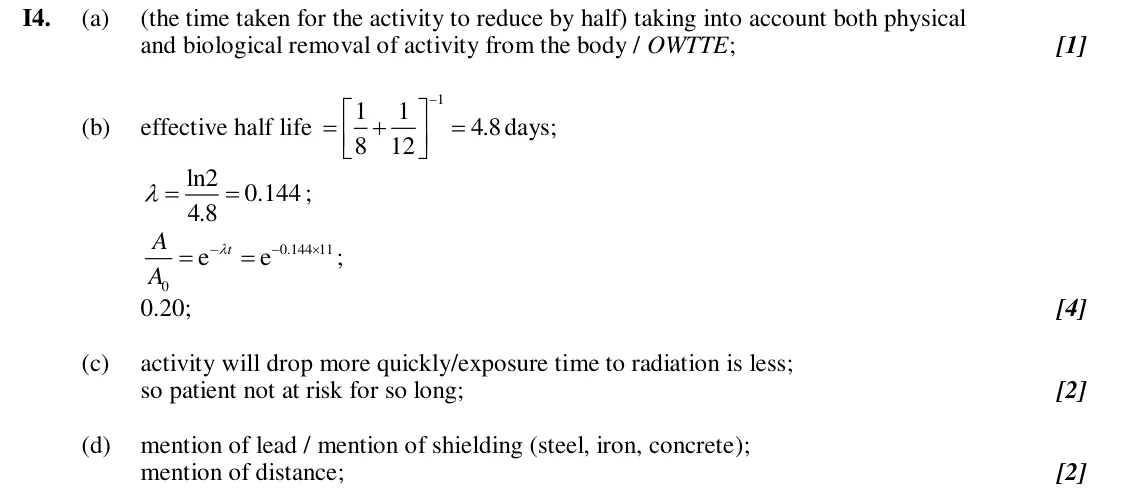 I4. (a) (the time taken for the activity to reduce by half) taking into account both physical
and biological removal of activity from the body / OWTTE; [1]
(b) effective half life = [1/8 + 1/12]⁻¹ = 4.8 days;
λ = ln2/4.8 = 0.144 ;
A/A₀ = e^(−λt) = e^(−0.144×11) ;
0.20; [4]
(c) activity will drop more quickly/exposure time to radiation is less;
so patient not at risk for so long; [2]
(d) mention of lead / mention of shielding (steel, iron, concrete);
mention of distance; [2]